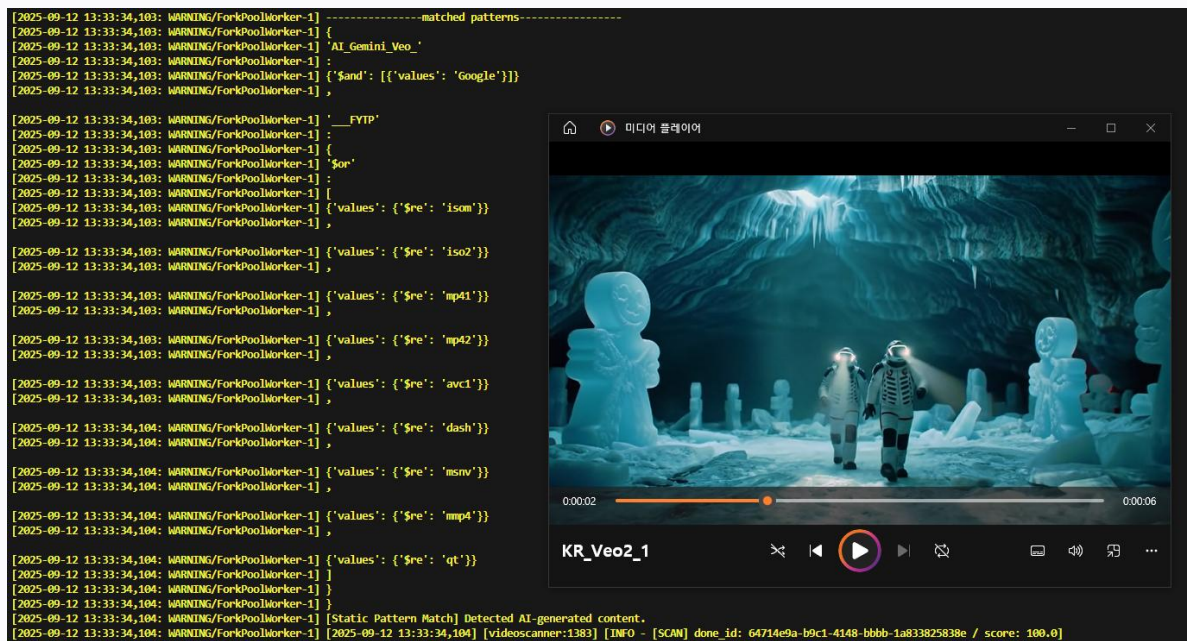 [2025-09-12 13:33:34,103: WARNING/ForkPoolWorker-1] ----------------matched patterns-----------------
[2025-09-12 13:33:34,103: WARNING/ForkPoolWorker-1] {
[2025-09-12 13:33:34,103: WARNING/ForkPoolWorker-1] 'AI_Gemini_Veo_'
[2025-09-12 13:33:34,103: WARNING/ForkPoolWorker-1] :
[2025-09-12 13:33:34,103: WARNING/ForkPoolWorker-1] {'$and': [{'values': 'Google'}]}
[2025-09-12 13:33:34,103: WARNING/ForkPoolWorker-1] ,
[2025-09-12 13:33:34,103: WARNING/ForkPoolWorker-1] '___FYTP'
[2025-09-12 13:33:34,103: WARNING/ForkPoolWorker-1] :
[2025-09-12 13:33:34,103: WARNING/ForkPoolWorker-1] {
[2025-09-12 13:33:34,103: WARNING/ForkPoolWorker-1] '$or'
[2025-09-12 13:33:34,103: WARNING/ForkPoolWorker-1] :
[2025-09-12 13:33:34,103: WARNING/ForkPoolWorker-1] [
[2025-09-12 13:33:34,103: WARNING/ForkPoolWorker-1] {'values': {'$re': 'isom'}}
[2025-09-12 13:33:34,103: WARNING/ForkPoolWorker-1] ,
[2025-09-12 13:33:34,103: WARNING/ForkPoolWorker-1] {'values': {'$re': 'iso2'}}
[2025-09-12 13:33:34,103: WARNING/ForkPoolWorker-1] ,
[2025-09-12 13:33:34,103: WARNING/ForkPoolWorker-1] {'values': {'$re': 'mp41'}}
[2025-09-12 13:33:34,103: WARNING/ForkPoolWorker-1] ,
[2025-09-12 13:33:34,103: WARNING/ForkPoolWorker-1] {'values': {'$re': 'mp42'}}
[2025-09-12 13:33:34,103: WARNING/ForkPoolWorker-1] ,
[2025-09-12 13:33:34,103: WARNING/ForkPoolWorker-1] {'values': {'$re': 'avc1'}}
[2025-09-12 13:33:34,103: WARNING/ForkPoolWorker-1] ,
[2025-09-12 13:33:34,104: WARNING/ForkPoolWorker-1] {'values': {'$re': 'dash'}}
[2025-09-12 13:33:34,104: WARNING/ForkPoolWorker-1] ,
[2025-09-12 13:33:34,104: WARNING/ForkPoolWorker-1] {'values': {'$re': 'msnv'}}
[2025-09-12 13:33:34,104: WARNING/ForkPoolWorker-1] ,
[2025-09-12 13:33:34,104: WARNING/ForkPoolWorker-1] {'values': {'$re': 'mmp4'}}
[2025-09-12 13:33:34,104: WARNING/ForkPoolWorker-1] ,
[2025-09-12 13:33:34,104: WARNING/ForkPoolWorker-1] {'values': {'$re': 'qt'}}
[2025-09-12 13:33:34,104: WARNING/ForkPoolWorker-1] ]
[2025-09-12 13:33:34,104: WARNING/ForkPoolWorker-1] }
[2025-09-12 13:33:34,104: WARNING/ForkPoolWorker-1] }
[2025-09-12 13:33:34,104: WARNING/ForkPoolWorker-1] [Static Pattern Match] Detected AI-generated content.
[2025-09-12 13:33:34,104: WARNING/ForkPoolWorker-1] [2025-09-12 13:33:34,104] [videoscanner:1383] [INFO - [SCAN] done_id: 64714e9a-b9c1-4148-bbbb-1a833825838e / score: 100.0]
미디어 플레이어
0:00:02
0:00:06
KR_Veo2_1